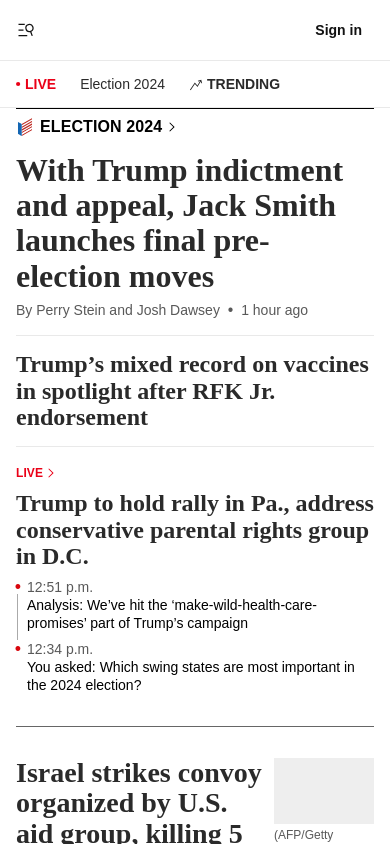 Sign in
LIVE
Election 2024
TRENDING
ELECTION 2024
With Trump indictment
and appeal, Jack Smith
launches final pre-
election moves
By Perry Stein and Josh Dawsey • 1 hour ago
Trump’s mixed record on vaccines
in spotlight after RFK Jr.
endorsement
LIVE
Trump to hold rally in Pa., address
conservative parental rights group
in D.C.
12:51 p.m.
Analysis: We’ve hit the ‘make-wild-health-care-
promises’ part of Trump’s campaign
12:34 p.m.
You asked: Which swing states are most important in
the 2024 election?
Israel strikes convoy
organized by U.S.
aid group, killing 5
(AFP/Getty